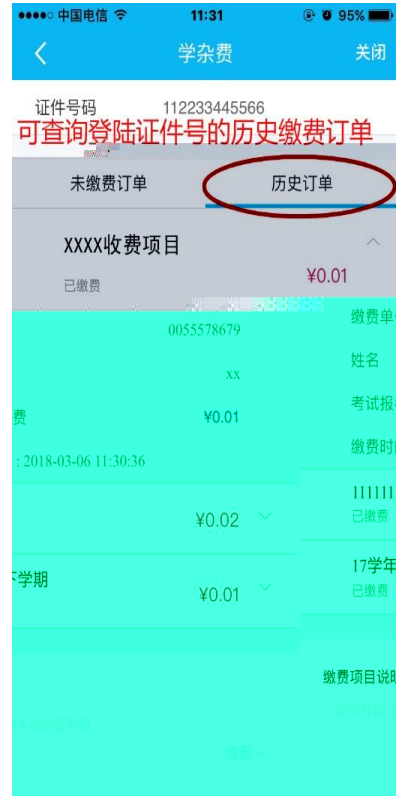 中国电信 11:31 95%
学杂费 关闭
证件号码 112233445566
可查询登陆证件号的历史缴费订单
未缴费订单 历史订单
XXXX收费项目
已缴费 ¥0.01
0055578679 缴费单
xx 姓名
费 ¥0.01 考试报
: 2018-03-06 11:30:36 缴费时
¥0.02 111111
已缴费
下学期 ¥0.01 17学年
已缴费
缴费项目说明
收起